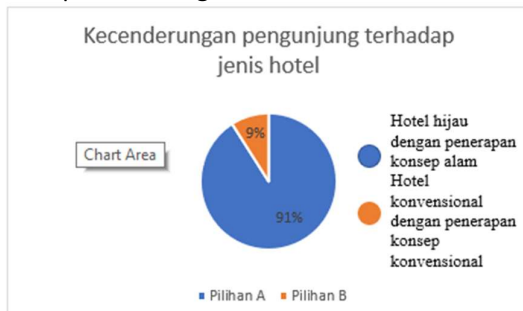 Kecenderungan pengunjung terhadap
jenis hotel
9%
Chart Area
91%
Hotel hijau
dengan penerapan
konsep alam
Hotel
konvensional
dengan penerapan
konsep
konvensional
Pilihan A Pilihan B